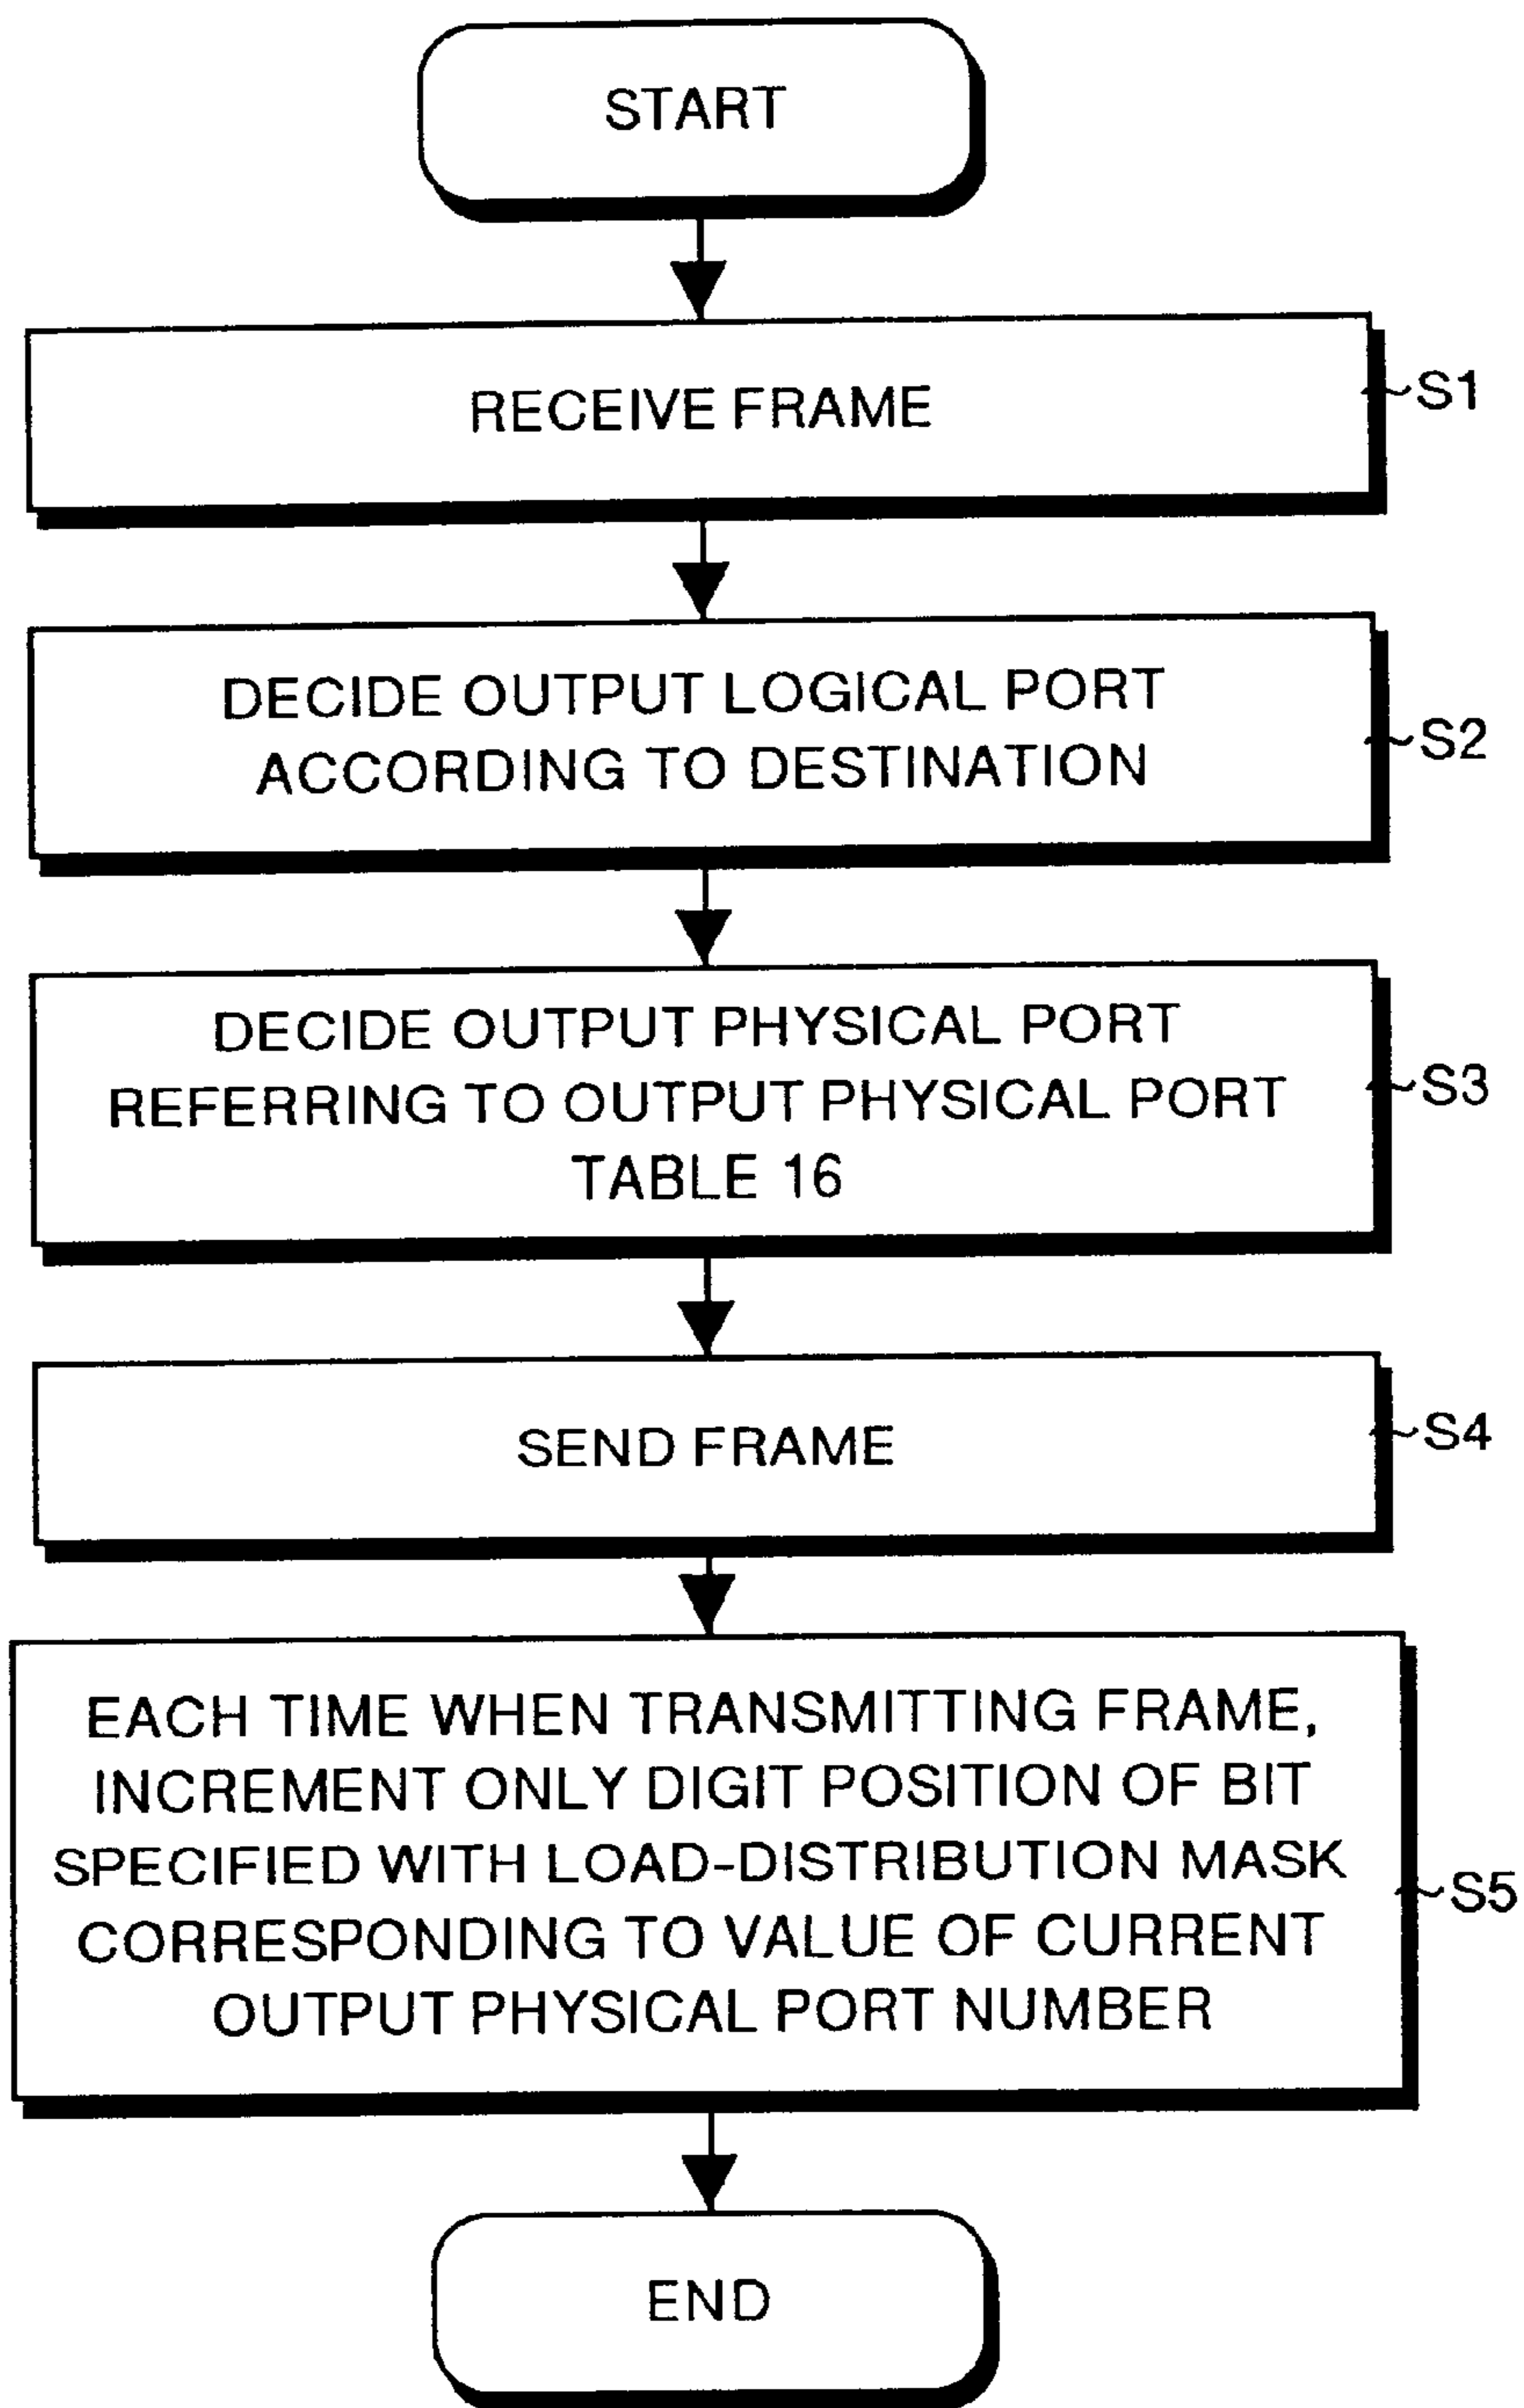 START
RECEIVE FRAME
S1
DECIDE OUTPUT LOGICAL PORT
ACCORDING TO DESTINATION
S2
DECIDE OUTPUT PHYSICAL PORT
REFERRING TO OUTPUT PHYSICAL PORT
TABLE 16
S3
SEND FRAME
S4
EACH TIME WHEN TRANSMITTING FRAME,
INCREMENT ONLY DIGIT POSITION OF BIT
SPECIFIED WITH LOAD-DISTRIBUTION MASK
CORRESPONDING TO VALUE OF CURRENT
OUTPUT PHYSICAL PORT NUMBER
S5
END